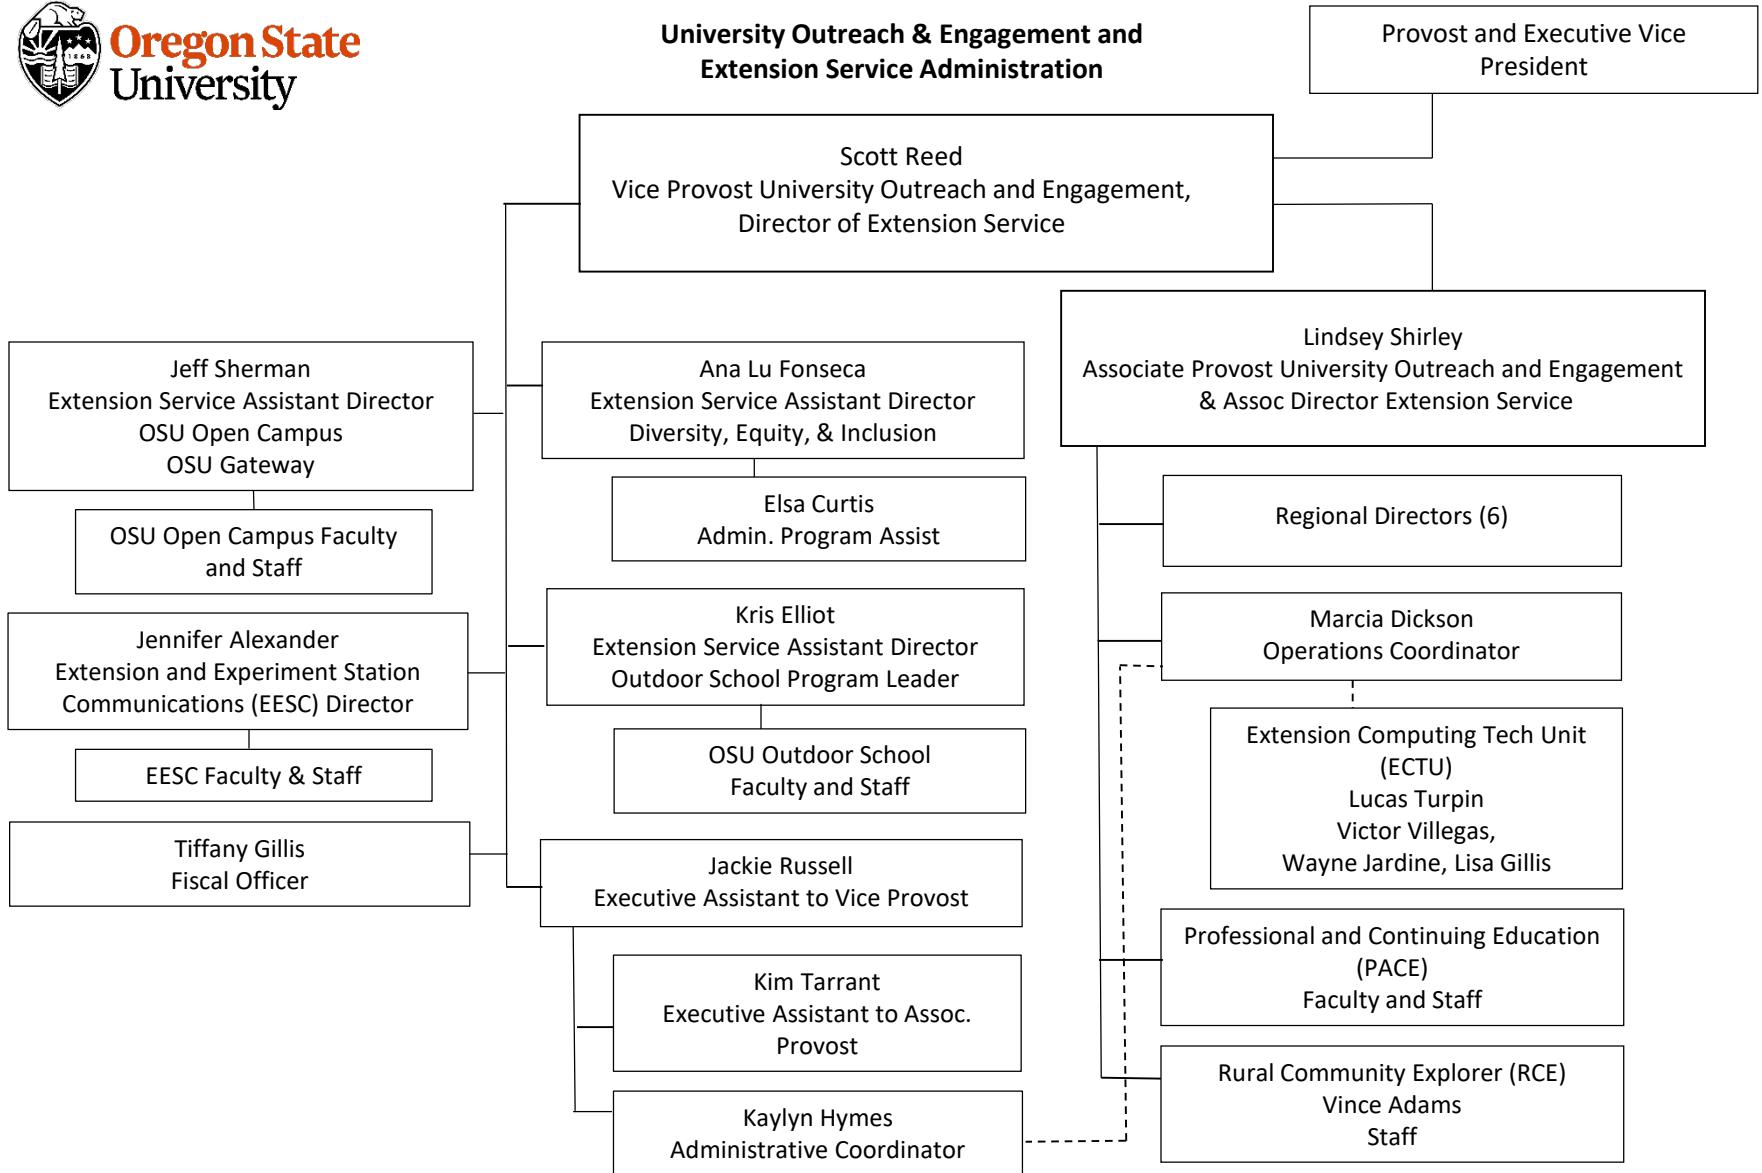 Oregon State
University
1868
University Outreach & Engagement and
Extension Service Administration
Provost and Executive Vice
President
Scott Reed
Vice Provost University Outreach and Engagement,
Director of Extension Service
Lindsey Shirley
Associate Provost University Outreach and Engagement
& Assoc Director Extension Service
Jeff Sherman
Extension Service Assistant Director
OSU Open Campus
OSU Gateway
OSU Open Campus Faculty
and Staff
Jennifer Alexander
Extension and Experiment Station
Communications (EESC) Director
EESC Faculty & Staff
Tiffany Gillis
Fiscal Officer
Ana Lu Fonseca
Extension Service Assistant Director
Diversity, Equity, & Inclusion
Elsa Curtis
Admin. Program Assist
Kris Elliot
Extension Service Assistant Director
Outdoor School Program Leader
OSU Outdoor School
Faculty and Staff
Jackie Russell
Executive Assistant to Vice Provost
Kim Tarrant
Executive Assistant to Assoc.
Provost
Kaylyn Hymes
Administrative Coordinator
Regional Directors (6)
Marcia Dickson
Operations Coordinator
Extension Computing Tech Unit
(ECTU)
Lucas Turpin
Victor Villegas,
Wayne Jardine, Lisa Gillis
Professional and Continuing Education
(PACE)
Faculty and Staff
Rural Community Explorer (RCE)
Vince Adams
Staff